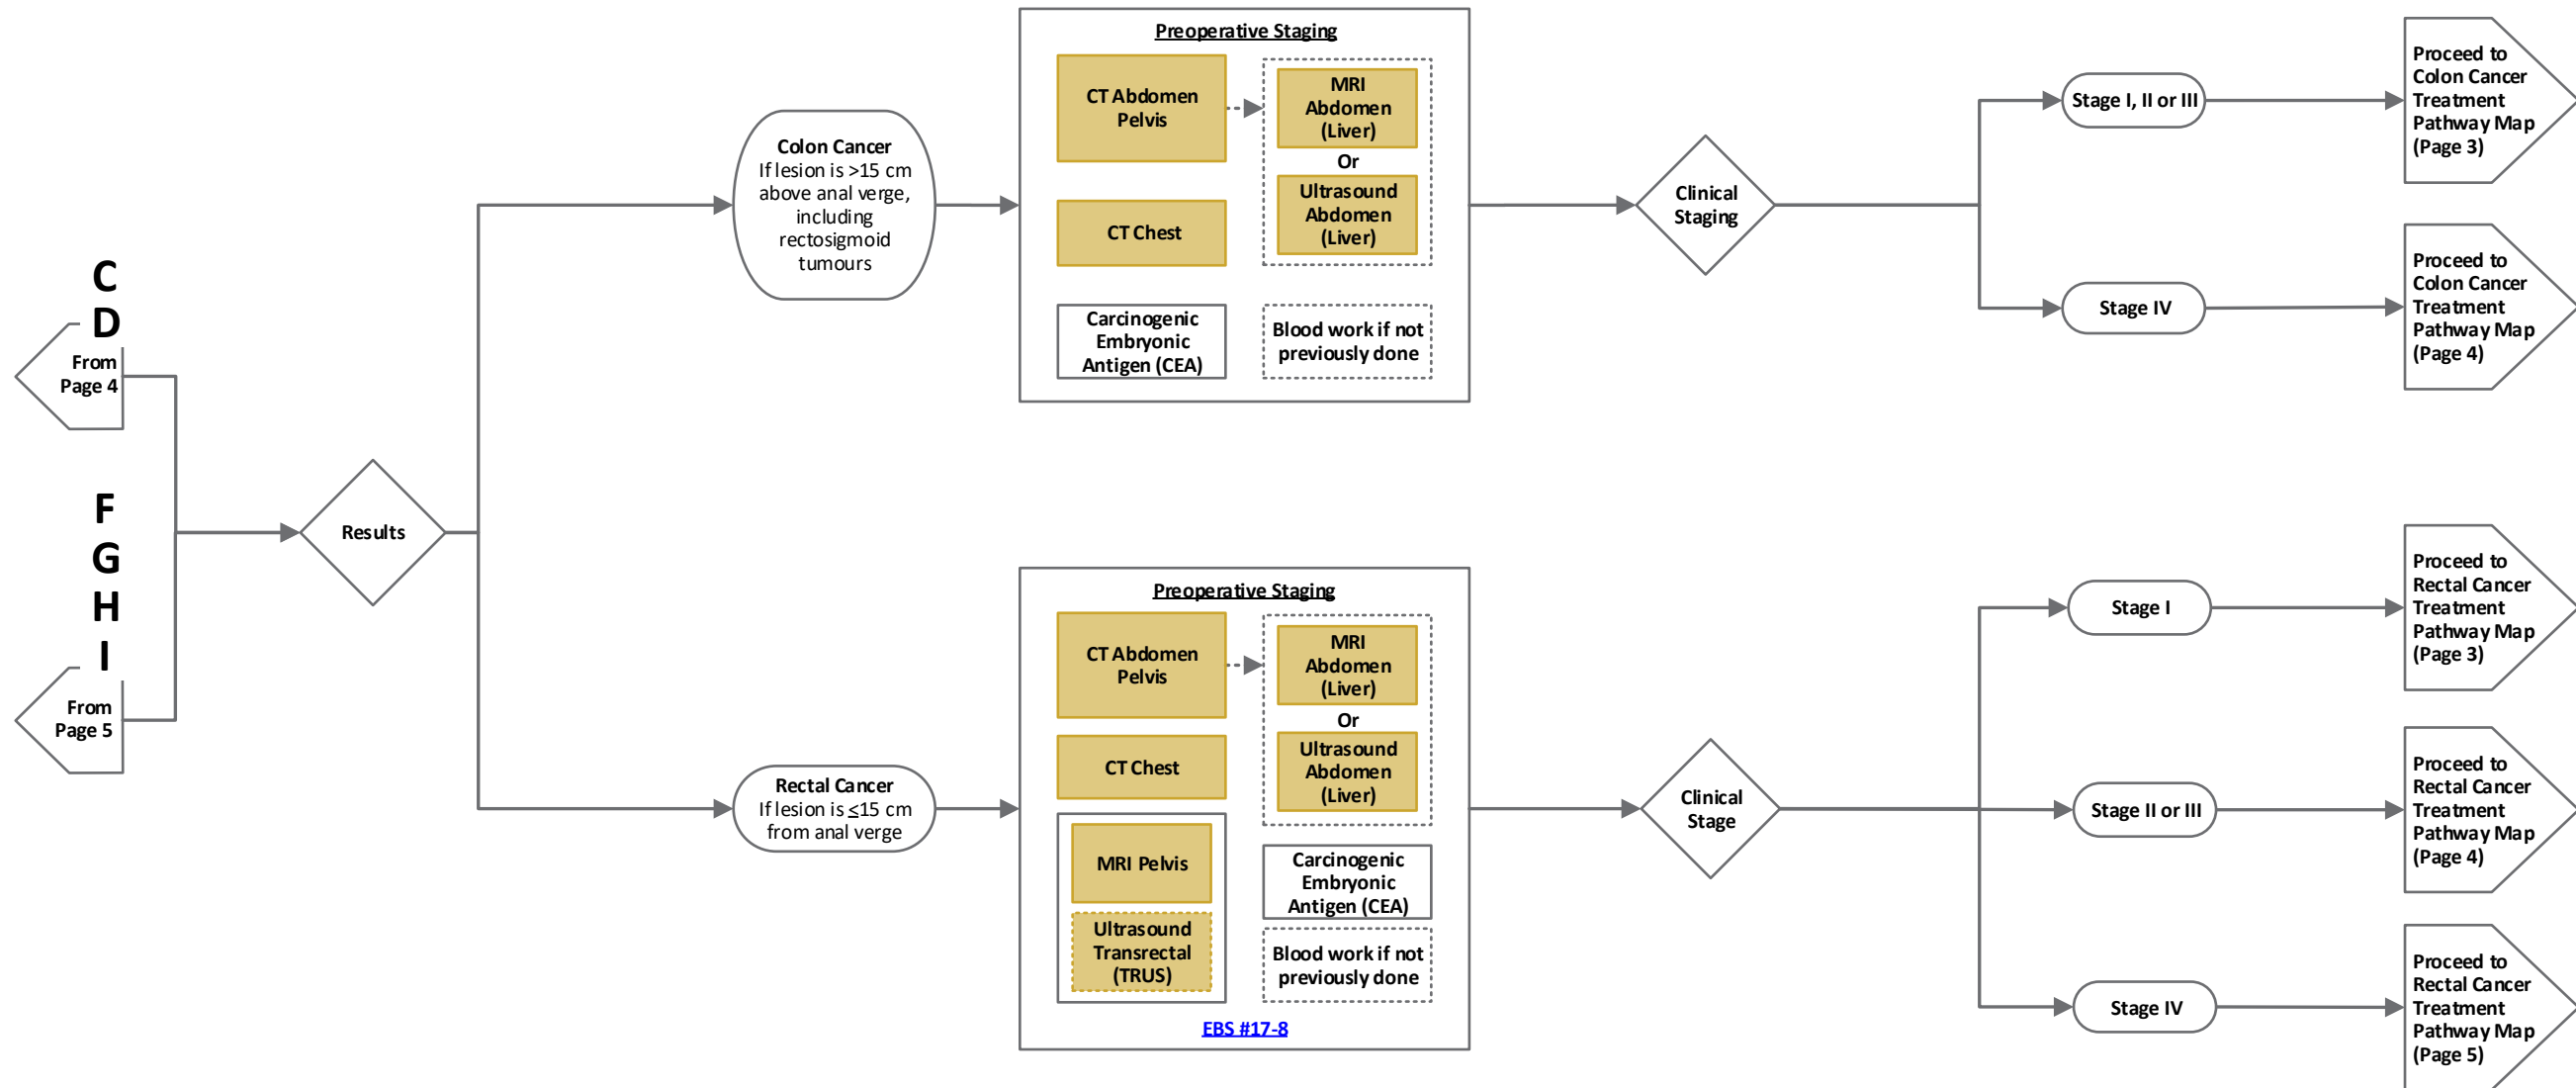 C
D
From
Page 4
F
G
H
I
From
Page 5
Results
Colon Cancer
If lesion is >15 cm
above anal verge,
including
rectosigmoid
tumours
Preoperative Staging
CT Abdomen
Pelvis
MRI
Abdomen
(Liver)
Or
Ultrasound
Abdomen
(Liver)
CT Chest
Carcinogenic
Embryonic
Antigen (CEA)
Blood work if not
previously done
Clinical
Staging
Stage I, II or III
Proceed to
Colon Cancer
Treatment
Pathway Map
(Page 3)
Stage IV
Proceed to
Colon Cancer
Treatment
Pathway Map
(Page 4)
Rectal Cancer
If lesion is ≤15 cm
from anal verge
Preoperative Staging
CT Abdomen
Pelvis
MRI
Abdomen
(Liver)
Or
Ultrasound
Abdomen
(Liver)
CT Chest
MRI Pelvis
Ultrasound
Transrectal
(TRUS)
Carcinogenic
Embryonic
Antigen (CEA)
Blood work if not
previously done
EBS #17-8
Clinical
Stage
Stage I
Proceed to
Rectal Cancer
Treatment
Pathway Map
(Page 3)
Stage II or III
Proceed to
Rectal Cancer
Treatment
Pathway Map
(Page 4)
Stage IV
Proceed to
Rectal Cancer
Treatment
Pathway Map
(Page 5)